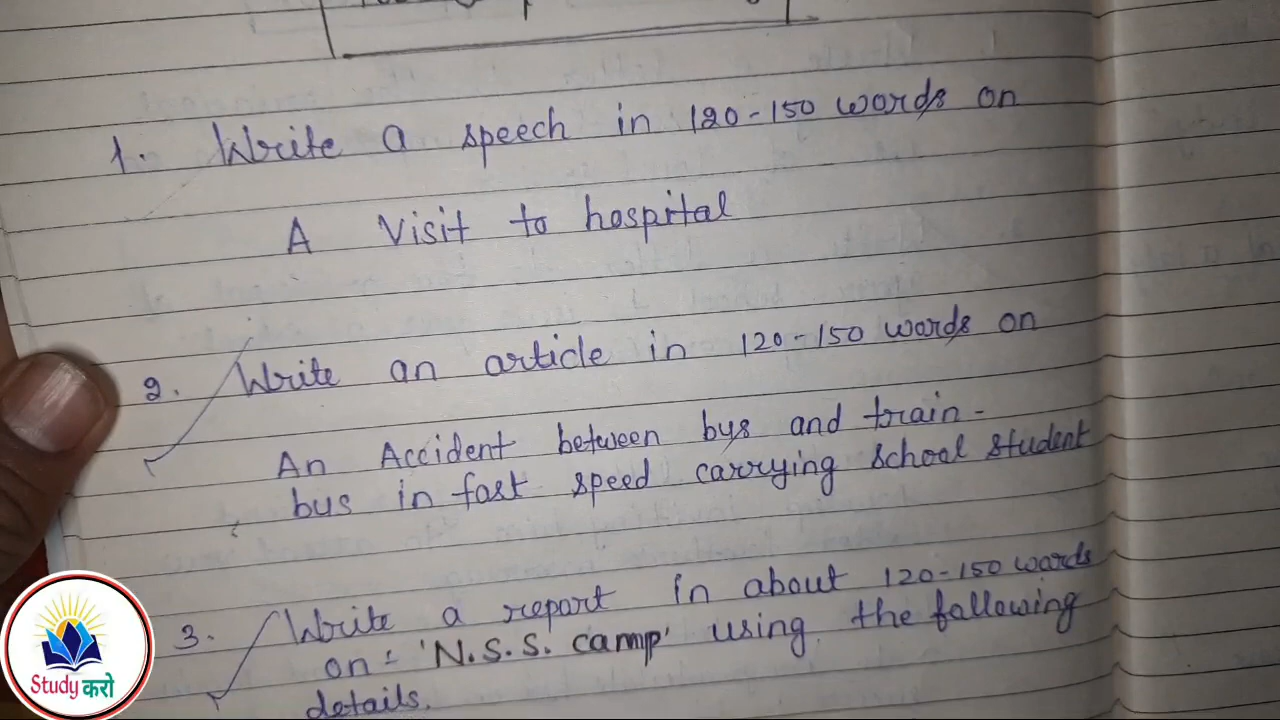 1. Write a speech in 120-150 words on
A Visit to hospital
2. Write an article in 120-150 words on
An Accident between bus and train-
bus in fast speed carrying school student
3. Write a report in about 120-150 words
on: 'N.S.S. camp' using the following
details.
Study करो